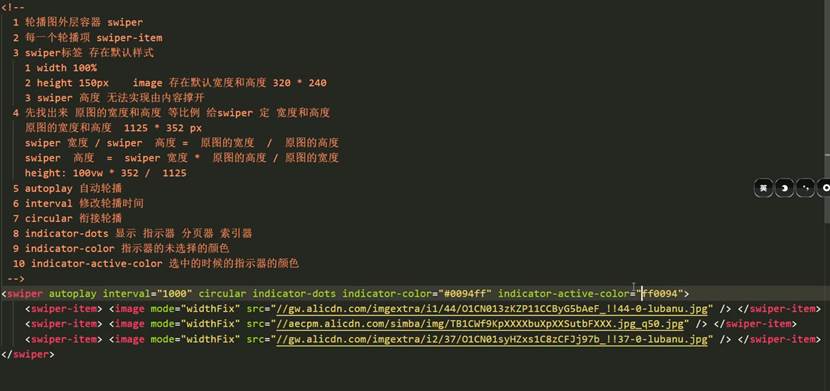 <!--
1 轮播图外层容器 swiper
2 每一个轮播项 swiper-item
3 swiper标签 存在默认样式
1 width 100%
2 height 150px    image 存在默认宽度和高度 320 * 240
3 swiper 高度 无法实现由内容撑开
4 先找出来 原图的宽度和高度 等比例 给swiper 定 宽度和高度
原图的宽度和高度  1125 * 352 px
swiper 宽度 / swiper  高度 =  原图的宽度  /  原图的高度
swiper  高度  =  swiper 宽度 *  原图的高度 / 原图的宽度
height: 100vw * 352 /  1125
5 autoplay 自动轮播
6 interval 修改轮播时间
7 circular 衔接轮播
8 indicator-dots 显示 指示器 分页器 索引器
9 indicator-color 指示器的未选择的颜色
10 indicator-active-color 选中的时候的指示器的颜色
-->
<swiper autoplay interval="1000" circular indicator-dots indicator-color="#0094ff" indicator-active-color="ff0094">
<swiper-item> <image mode="widthFix" src="//gw.alicdn.com/imgextra/i1/44/O1CN013zKZP11CCByG5bAeF_!!44-0-lubanu.jpg" /> </swiper-item>
<swiper-item> <image mode="widthFix" src="//aecpm.alicdn.com/simba/img/TB1CWf9KpXXXXbuXpXXSutbFXXX.jpg_q50.jpg" /> </swiper-item>
<swiper-item> <image mode="widthFix" src="//gw.alicdn.com/imgextra/i2/37/O1CN01syHZxs1C8zCFJj97b_!!37-0-lubanu.jpg" /> </swiper-item>
</swiper>
英